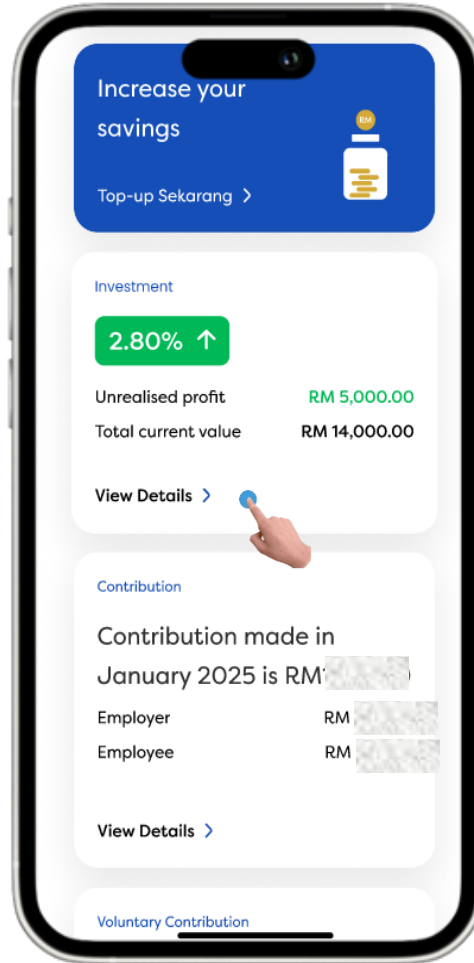 Increase your
savings
RM
Top-up Sekarang >
Investment
2.80% ↑
Unrealised profit RM 5,000.00
Total current value RM 14,000.00
View Details >
Contribution
Contribution made in
January 2025 is RM
Employer RM
Employee RM
View Details >
Voluntary Contribution